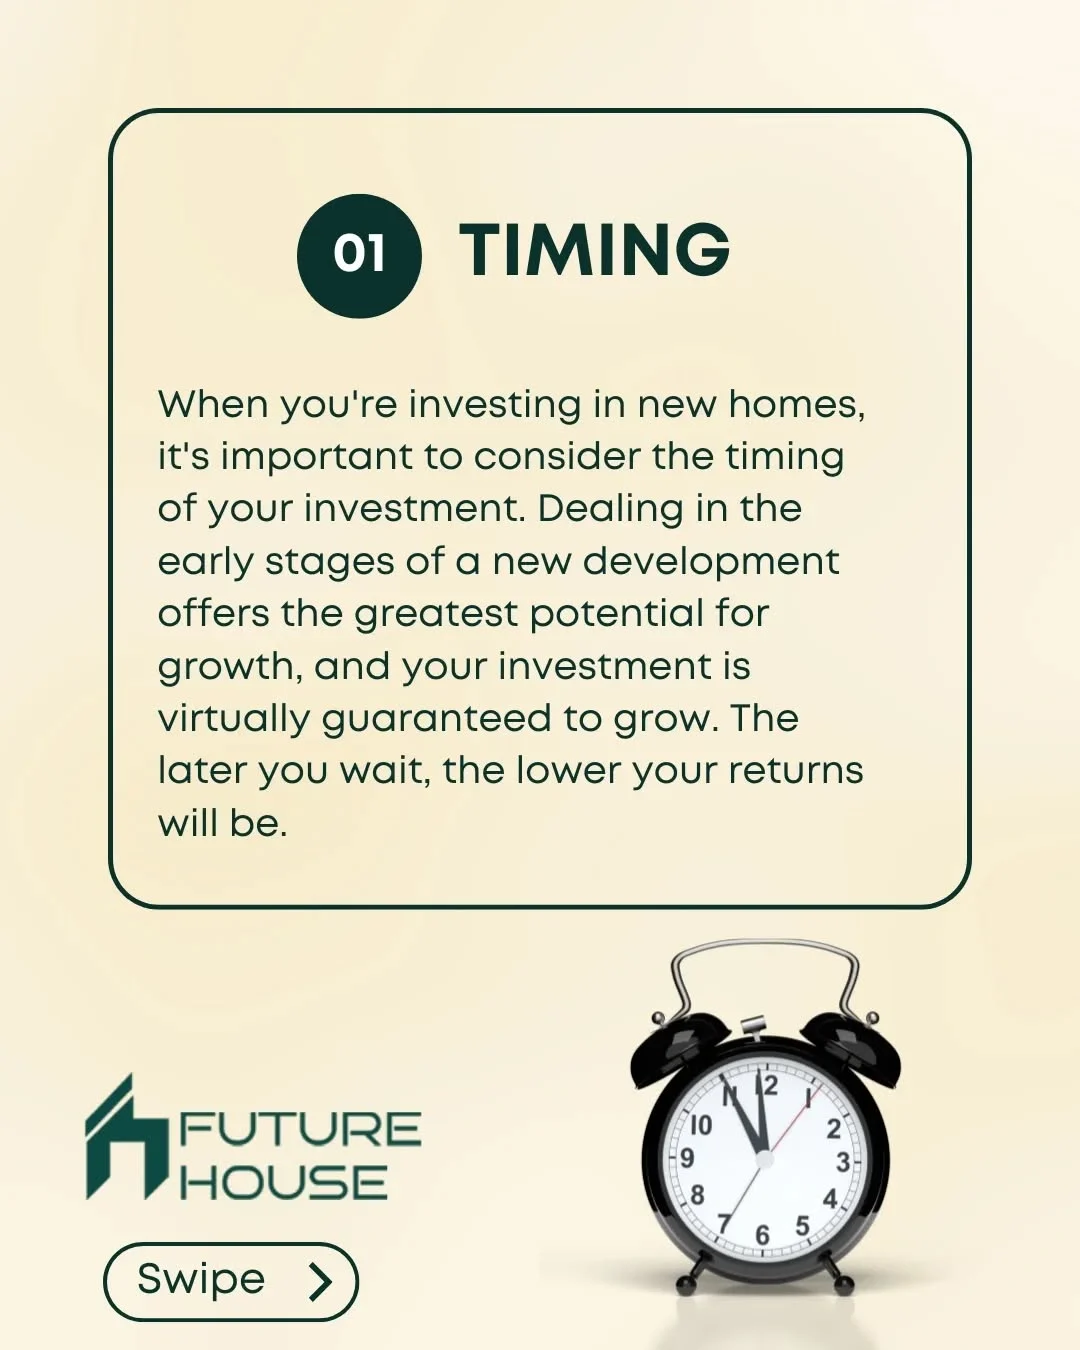 01 TIMING
When you're investing in new homes,
it's important to consider the timing
of your investment. Dealing in the
early stages of a new development
offers the greatest potential for
growth, and your investment is
virtually guaranteed to grow. The
later you wait, the lower your returns
will be.
FUTURE
HOUSE
Swipe
12
11
1
10
2
9
3
8
4
7
5
6